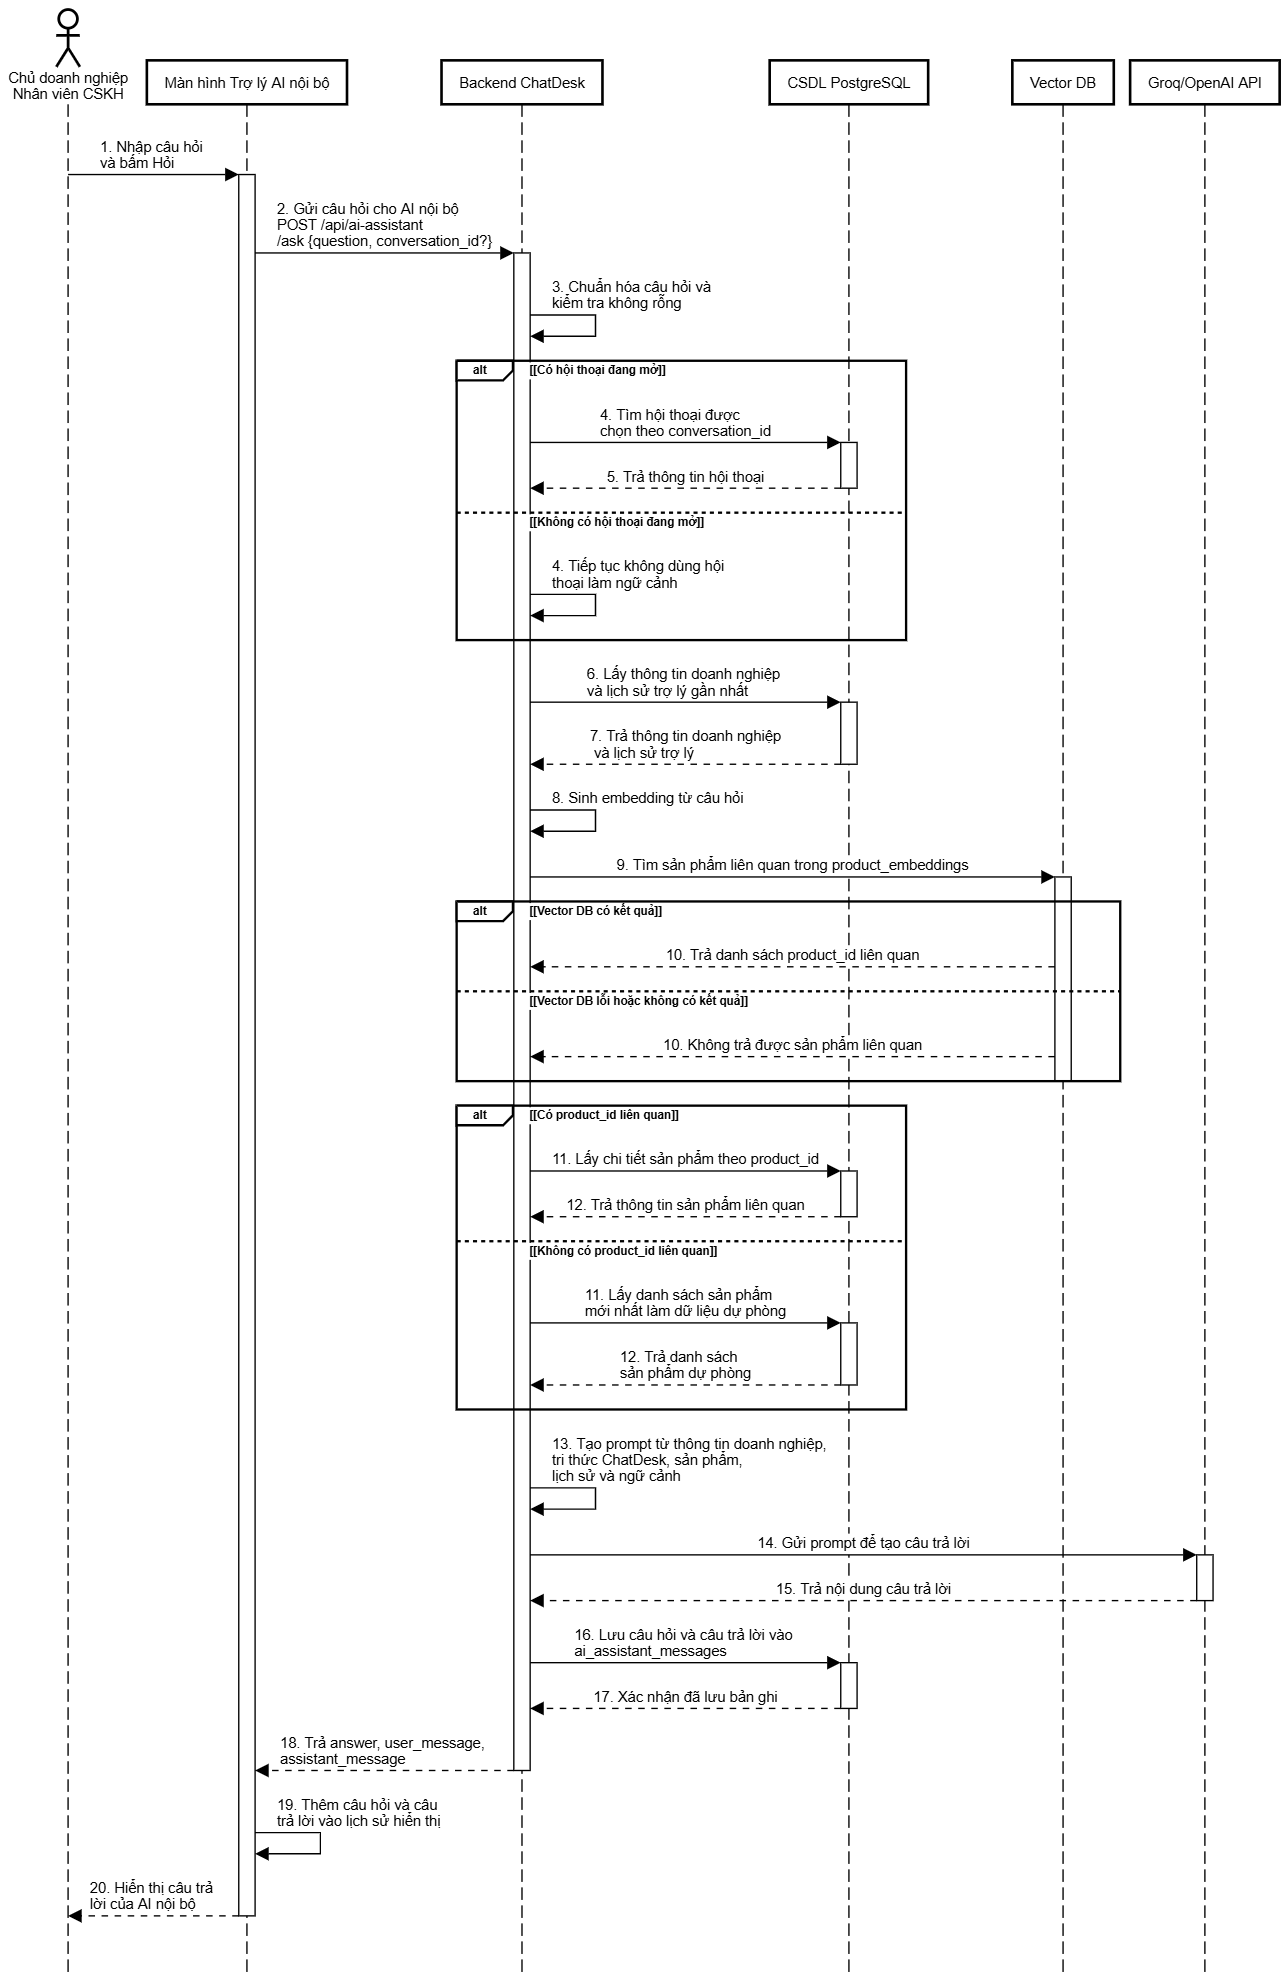 Chủ doanh nghiệp
Nhân viên CSKH
Màn hình Trợ lý AI nội bộ
Backend ChatDesk
CSDL PostgreSQL
Vector DB
Groq/OpenAI API
1. Nhập câu hỏi
và bấm Hỏi
2. Gửi câu hỏi cho AI nội bộ
POST /api/ai-assistant
/ask {question, conversation_id?}
3. Chuẩn hóa câu hỏi và
kiểm tra không rỗng
alt
[[Có hội thoại đang mở]]
4. Tìm hội thoại được
chọn theo conversation_id
5. Trả thông tin hội thoại
[[Không có hội thoại đang mở]]
4. Tiếp tục không dùng hội
thoại làm ngữ cảnh
6. Lấy thông tin doanh nghiệp
và lịch sử trợ lý gần nhất
7. Trả thông tin doanh nghiệp
và lịch sử trợ lý
8. Sinh embedding từ câu hỏi
9. Tìm sản phẩm liên quan trong product_embeddings
alt
[[Vector DB có kết quả]]
10. Trả danh sách product_id liên quan
[[Vector DB lỗi hoặc không có kết quả]]
10. Không trả được sản phẩm liên quan
alt
[[Có product_id liên quan]]
11. Lấy chi tiết sản phẩm theo product_id
12. Trả thông tin sản phẩm liên quan
[[Không có product_id liên quan]]
11. Lấy danh sách sản phẩm
mới nhất làm dữ liệu dự phòng
12. Trả danh sách
sản phẩm dự phòng
13. Tạo prompt từ thông tin doanh nghiệp,
tri thức ChatDesk, sản phẩm,
lịch sử và ngữ cảnh
14. Gửi prompt để tạo câu trả lời
15. Trả nội dung câu trả lời
16. Lưu câu hỏi và câu trả lời vào
ai_assistant_messages
17. Xác nhận đã lưu bản ghi
18. Trả answer, user_message,
assistant_message
19. Thêm câu hỏi và câu
trả lời vào lịch sử hiển thị
20. Hiển thị câu trả
lời của AI nội bộ